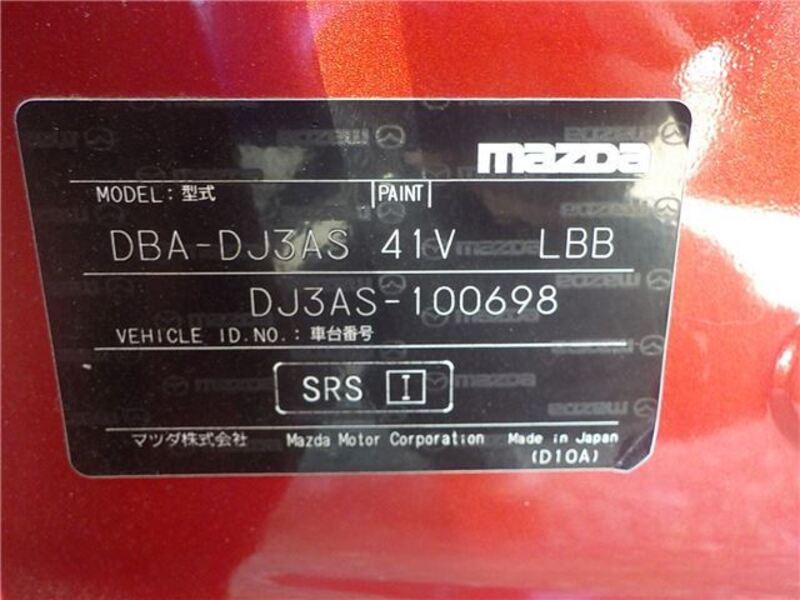 mazda
MODEL: 型式 PAINT
DBA-DJ3AS 41V LBB
DJ3AS-100698
VEHICLE ID.NO.: 車台番号
SRS I
マツダ株式会社 Mazda Motor Corporation Made in Japan
(D10A)